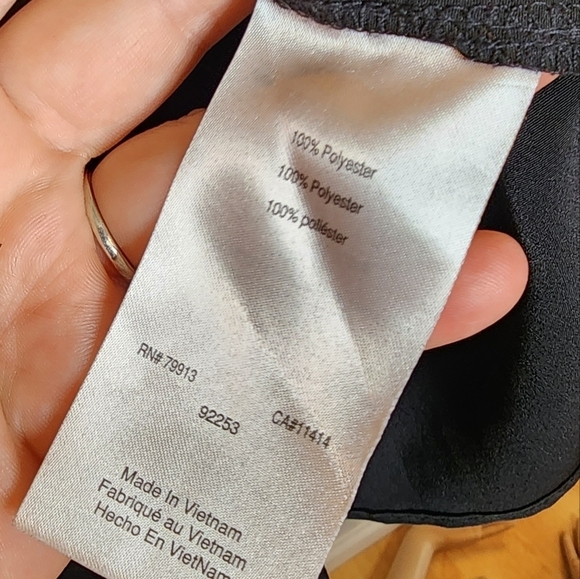 100% Polyester
100% Polyester
100% poliéster
RN# 79913
92253 CA#11414
Made In Vietnam
Fabriqué au Vietnam
Hecho En VietNam